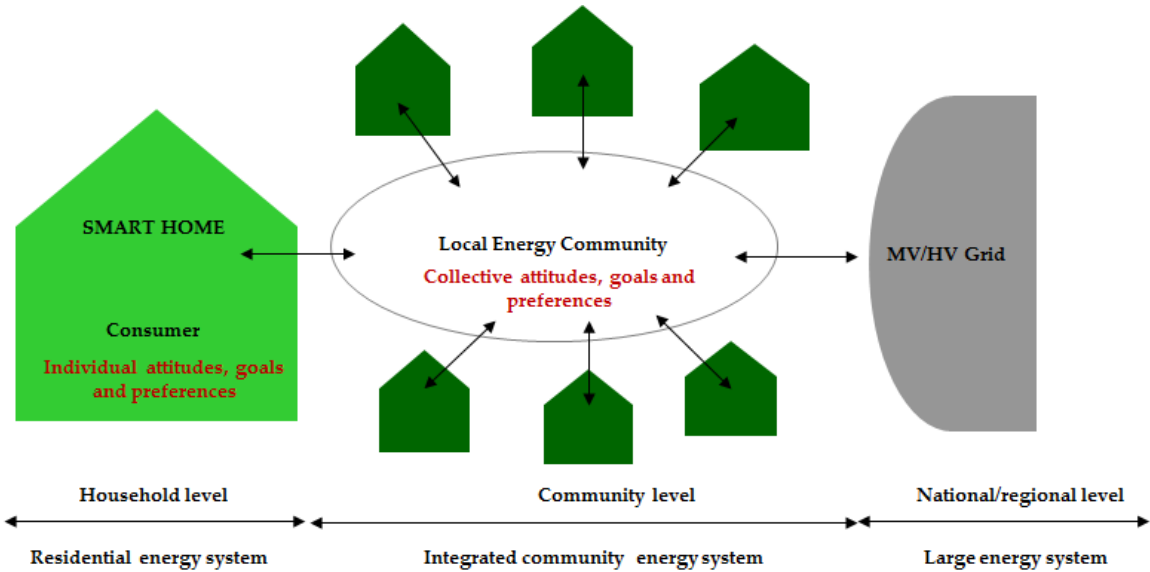 SMART HOME
Consumer
Individual attitudes, goals
and preferences
Local Energy Community
Collective attitudes, goals and
preferences
MV/HV Grid
Household level
Community level
National/regional level
Residential energy system
Integrated community energy system
Large energy system